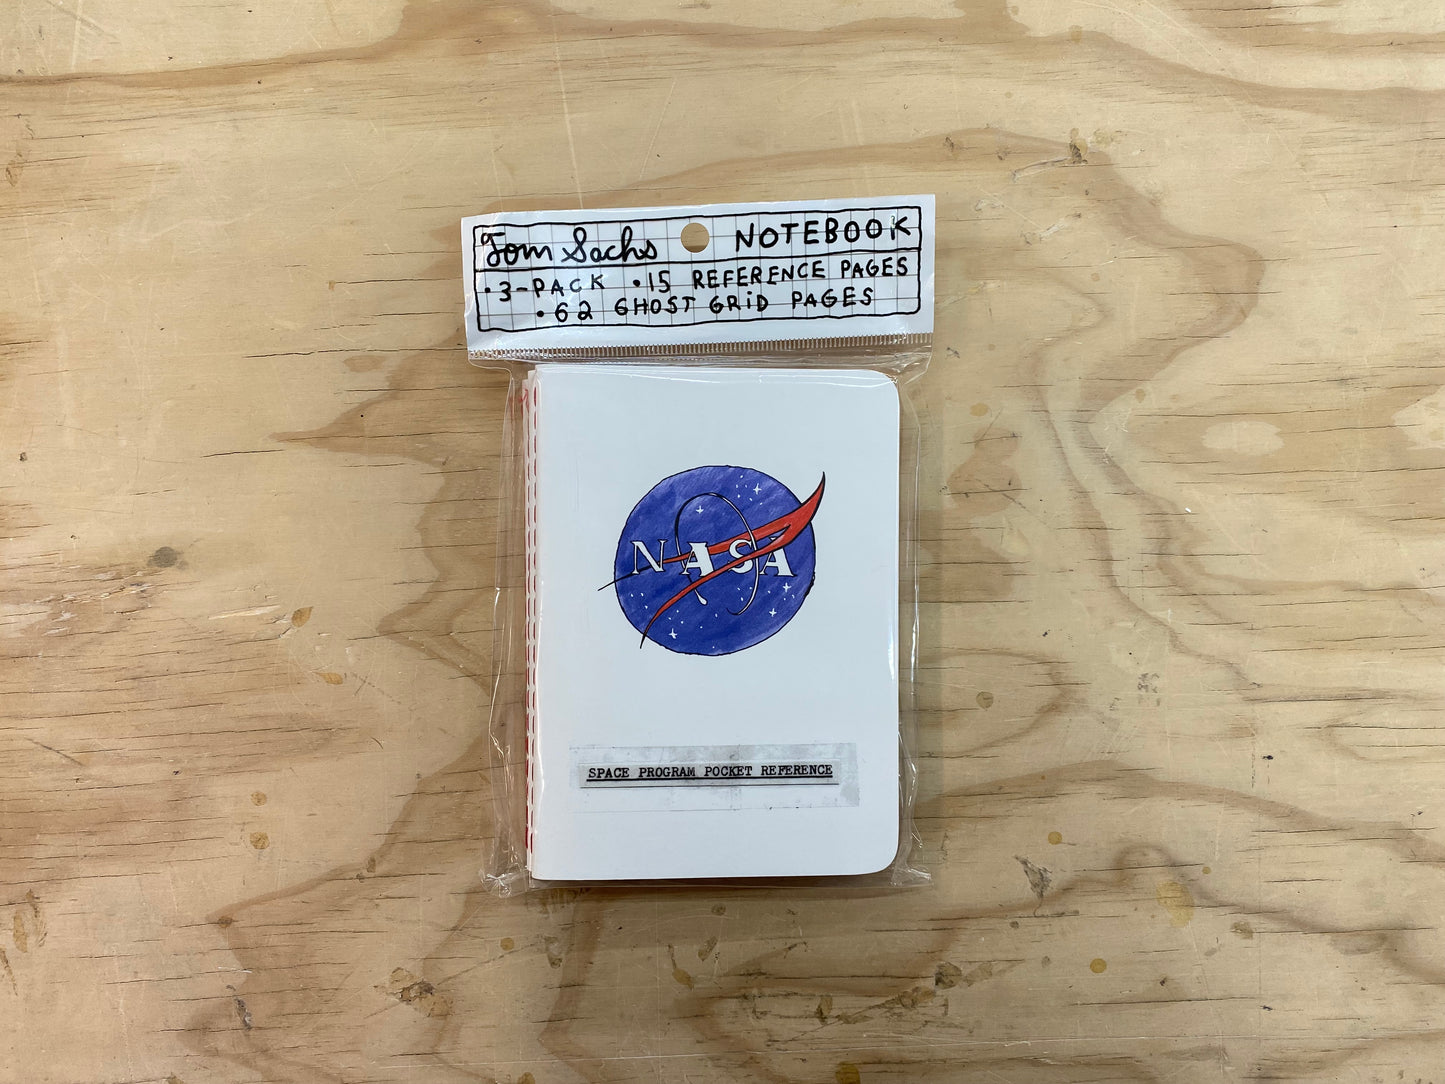 Tom Sachs NOTEBOOK
• 3-PACK • 15 REFERENCE PAGES
• 62 GHOST GRiD PAGES
NASA
SPACE PROGRAM POCKET REFERENCE